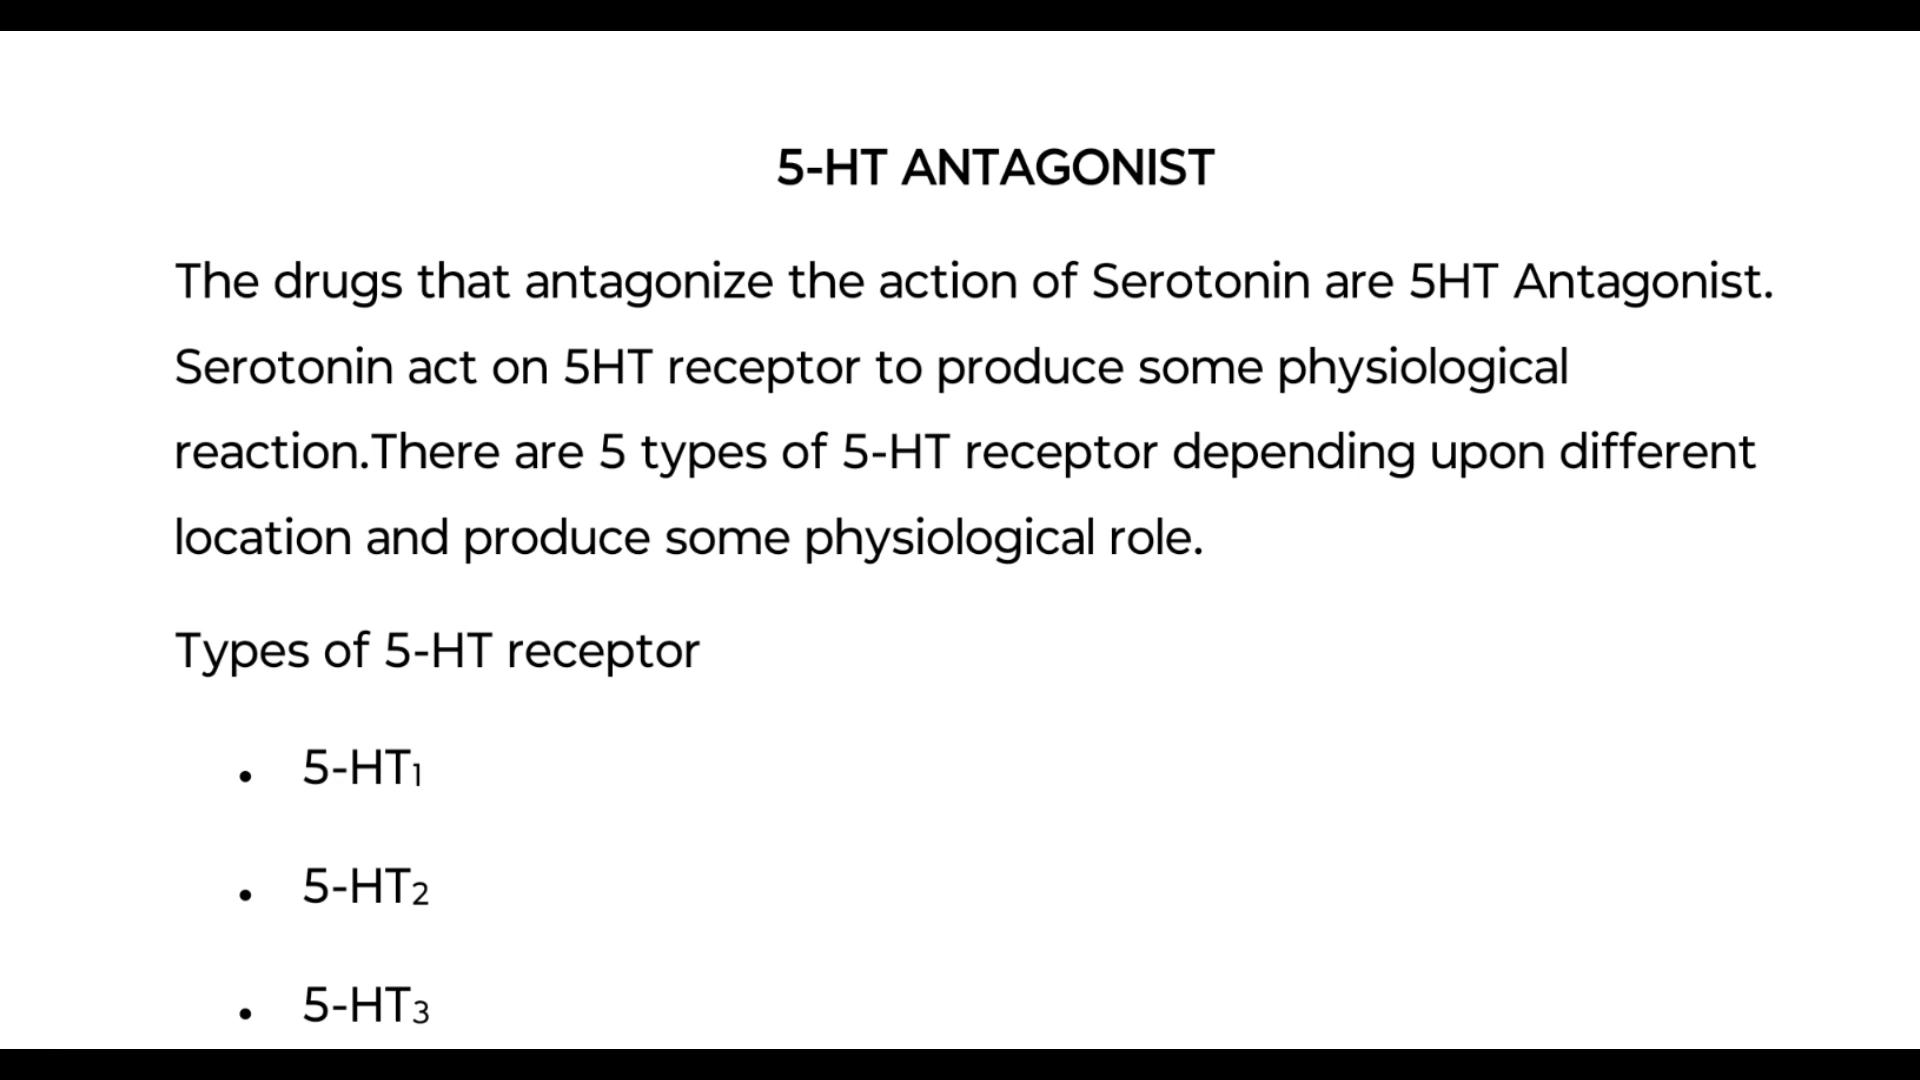 5-HT ANTAGONIST
The drugs that antagonize the action of Serotonin are 5HT Antagonist.
Serotonin act on 5HT receptor to produce some physiological
reaction.There are 5 types of 5-HT receptor depending upon different
location and produce some physiological role.
Types of 5-HT receptor
• 5-HT₁
• 5-HT₂
• 5-HT₃